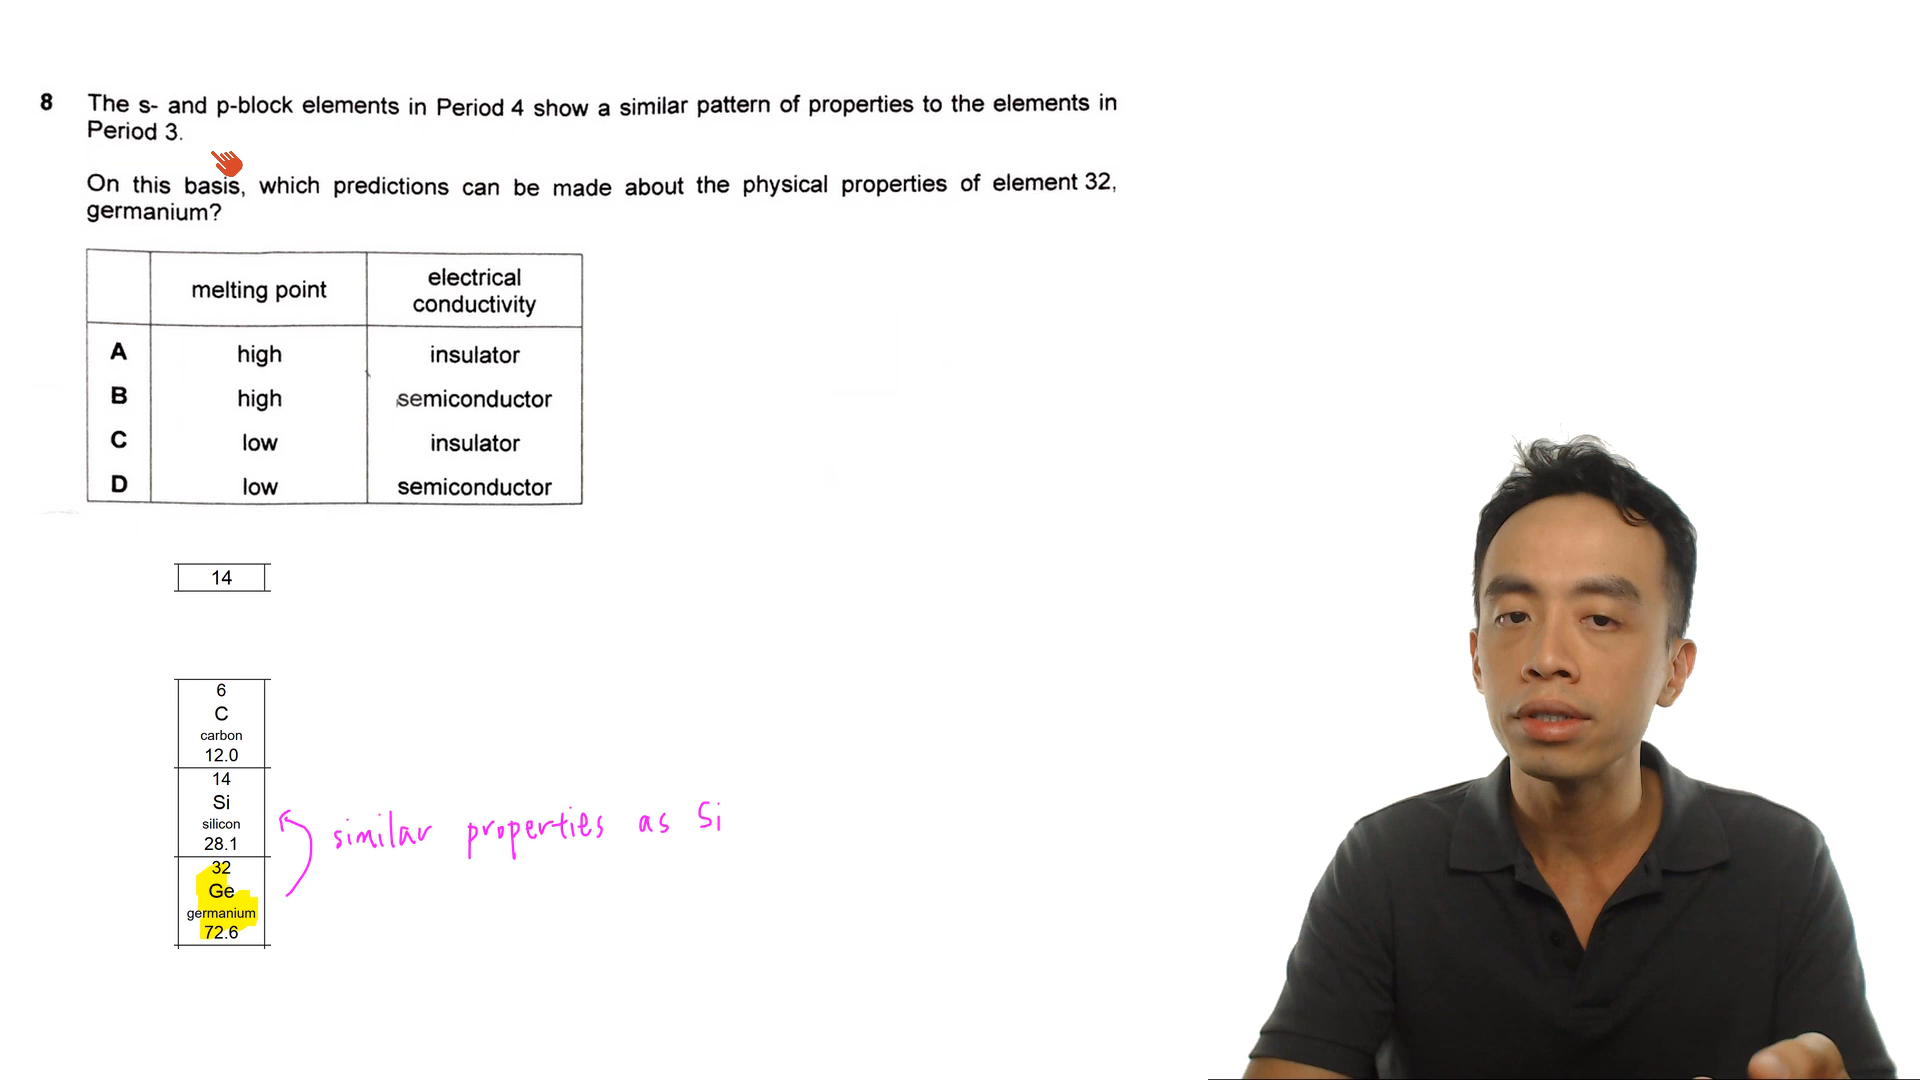 8 The s- and p-block elements in Period 4 show a similar pattern of properties to the elements in
Period 3.
On this basis, which predictions can be made about the physical properties of element 32,
germanium?
melting point electrical conductivity
A high insulator
B high semiconductor
C low insulator
D low semiconductor
14
6
C
carbon
12.0
14
Si
silicon
28.1
similar properties as Si
32
Ge
germanium
72.6